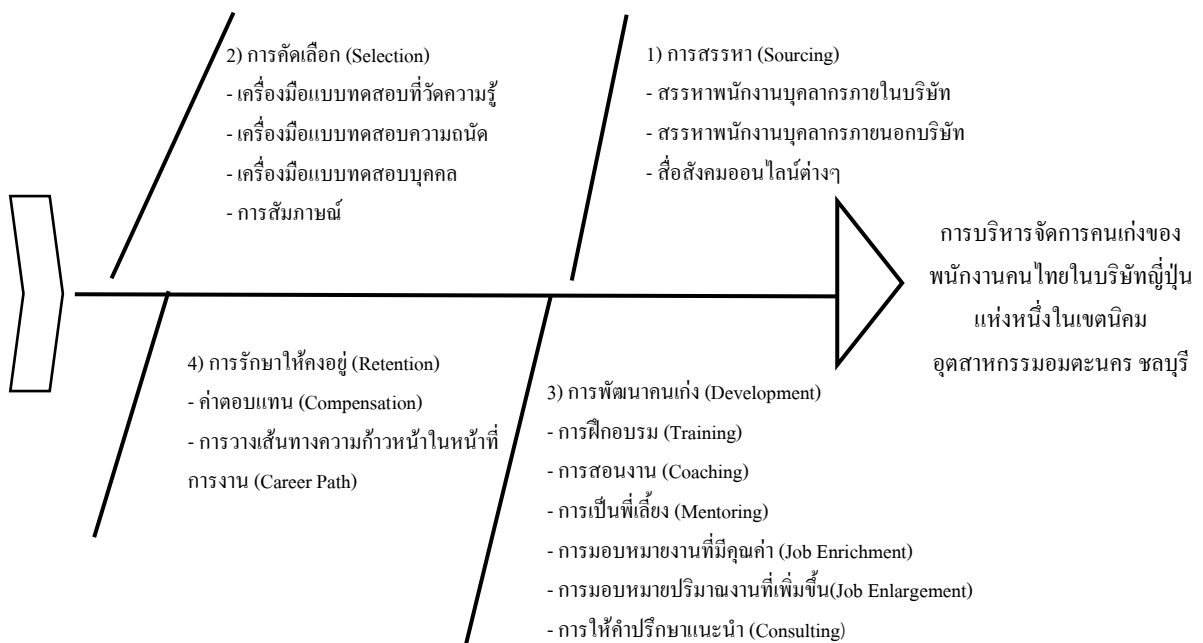 2) การคัดเลือก (Selection)
- เครื่องมือแบบทดสอบที่วัดความรู้
- เครื่องมือแบบทดสอบความถนัด
- เครื่องมือแบบทดสอบบุคคล
- การสัมภาษณ์
1) การสรรหา (Sourcing)
- สรรหาพนักงานบุคลากรภายในบริษัท
- สรรหาพนักงานบุคลากรภายนอกบริษัท
- สื่อสังคมออนไลน์ต่างๆ
การบริหารจัดการคนเก่งของ
พนักงานคนไทยในบริษัทญี่ปุ่น
แห่งหนึ่งในเขตนิคม
อุตสาหกรรมอมตะนคร ชลบุรี
4) การรักษาให้คงอยู่ (Retention)
- ค่าตอบแทน (Compensation)
- การวางเส้นทางความก้าวหน้าในหน้าที่
การงาน (Career Path)
3) การพัฒนาคนเก่ง (Development)
- การฝึกอบรม (Training)
- การสอนงาน (Coaching)
- การเป็นพี่เลี้ยง (Mentoring)
- การมอบหมายงานที่มีคุณค่า (Job Enrichment)
- การมอบหมายปริมาณงานที่เพิ่มขึ้น(Job Enlargement)
- การให้คำปรึกษาแนะนำ (Consulting)